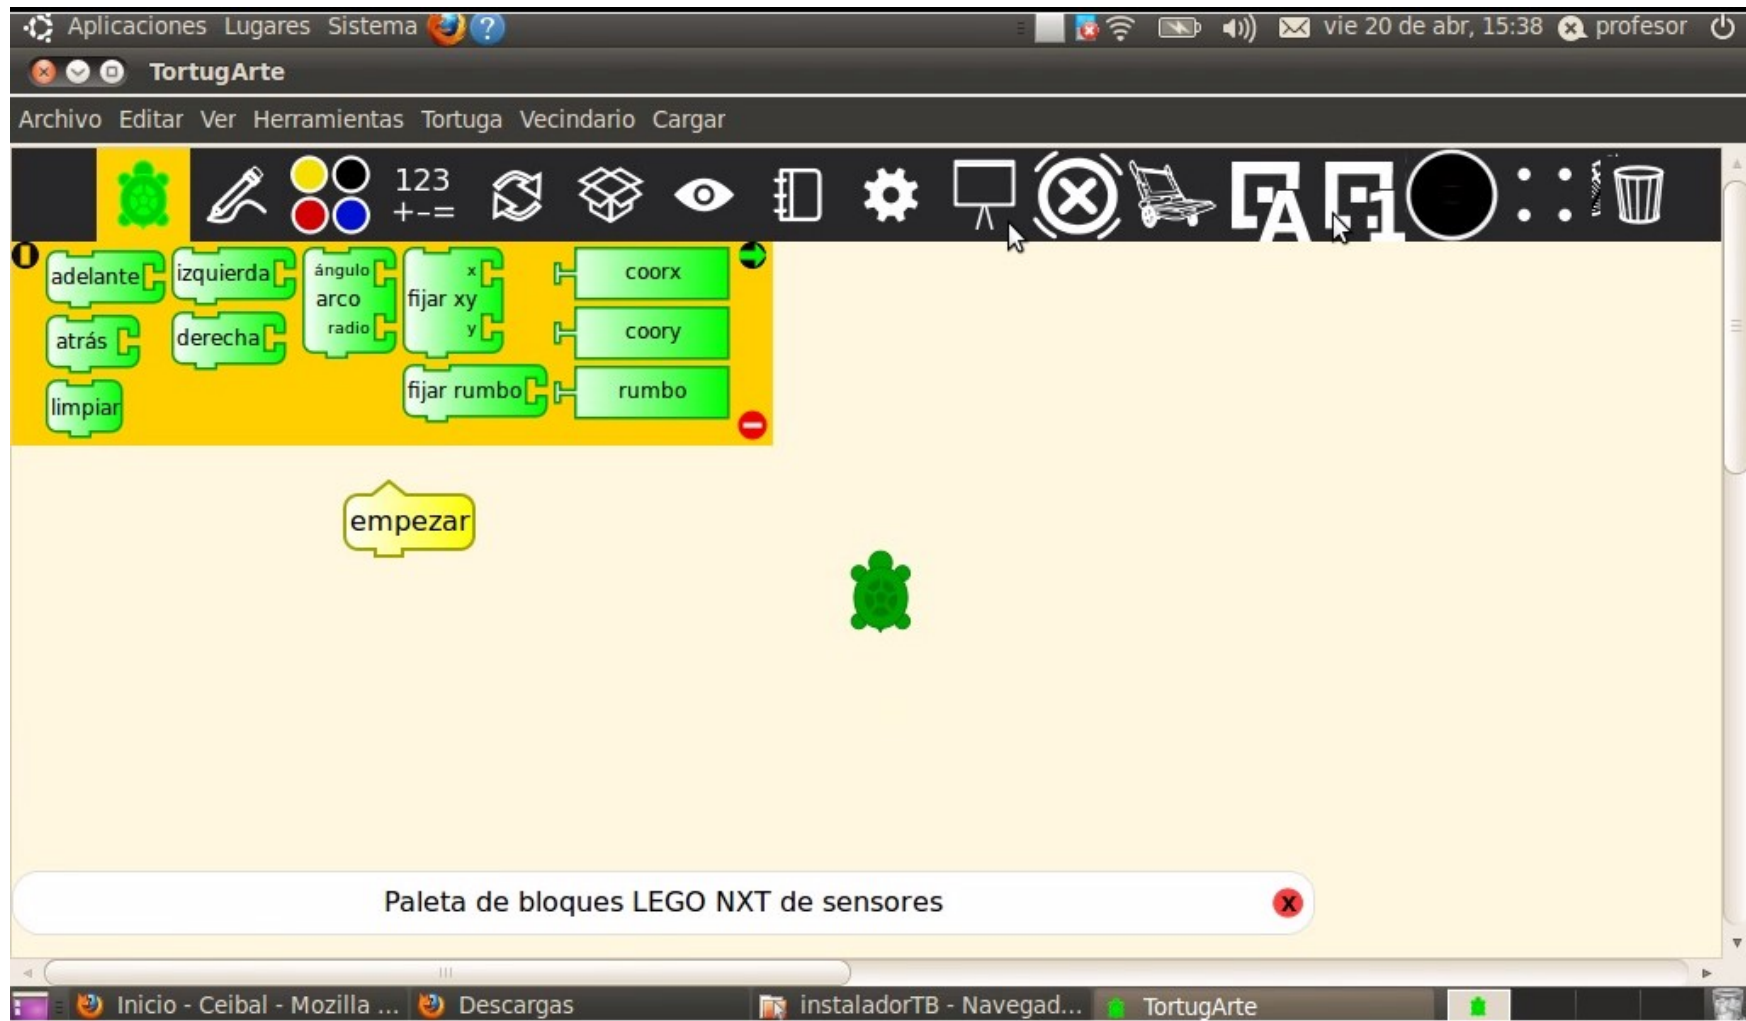 Aplicaciones Lugares Sistema ? vie 20 de abr, 15:38 profesor
TortugArte
Archivo Editar Ver Herramientas Tortuga Vecindario Cargar
123
+-=
A
1
adelante
izquierda
ángulo
arco
radio
x
fijar xy
y
coorx
atrás
derecha
coory
limpiar
fijar rumbo
rumbo
empezar
Paleta de bloques LEGO NXT de sensores
X
Inicio - Ceibal - Mozilla ... Descargas instaladorTB - Navegad... TortugArte